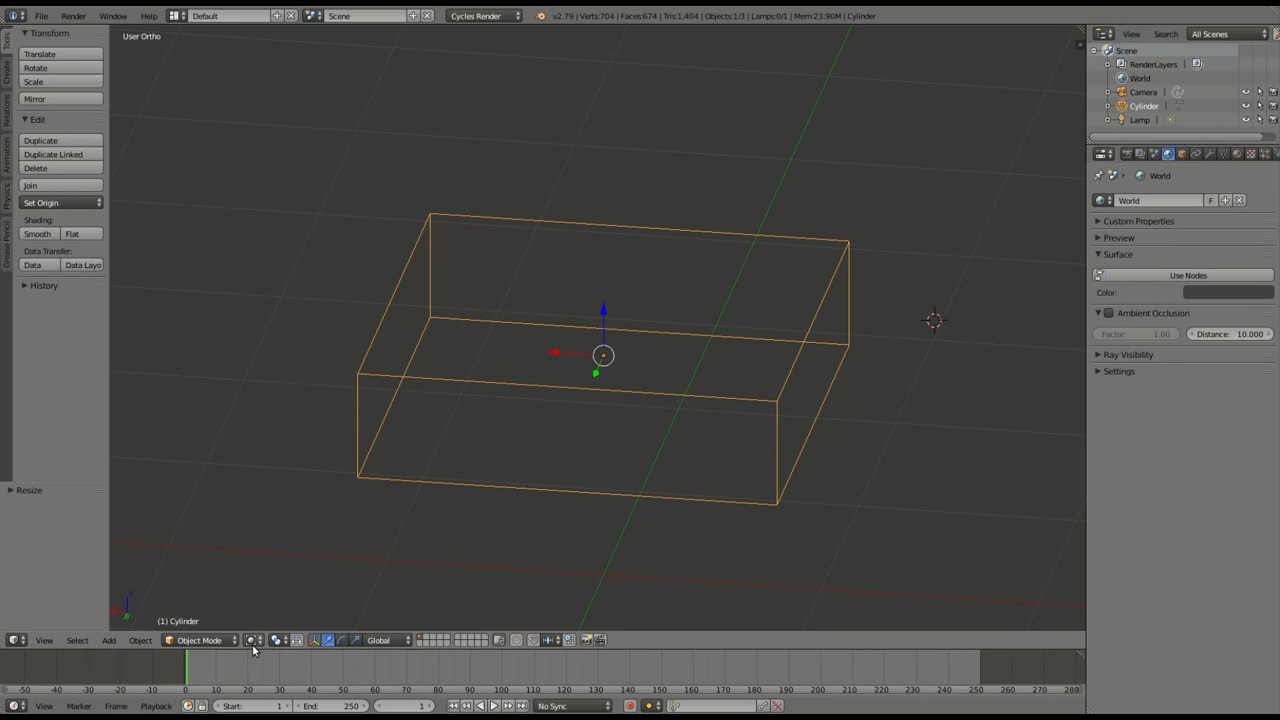 File Render Window Help Default Scene Cycles Render v2.79 | Verts:704 | Faces:674 | Tris:1,404 | Objects:1/3 | Lamps:0/1 | Mem:23.90M | Cylinder
Tools
Create
Relations
Animation
Physics
Grease Pencil
Transform
Translate
Rotate
Scale
Mirror
Edit
Duplicate
Duplicate Linked
Delete
Join
Set Origin
Shading:
Smooth Flat
Data Transfer:
Data Data Layo
History
Resize
User Ortho
(1) Cylinder
View Search All Scenes
Scene
RenderLayers
World
Camera
Cylinder
Lamp
World
World F
Custom Properties
Preview
Surface
Use Nodes
Color:
Ambient Occlusion
Factor: 1.00 Distance: 10.000
Ray Visibility
Settings
View Select Add Object Object Mode Global
-50 -40 -30 -20 -10 0 10 20 30 40 50 60 70 80 90 100 110 120 130 140 150 160 170 180 190 200 210 220 230 240 250 260 270 280
View Marker Frame Playback Start: 1 End: 250 1 No Sync